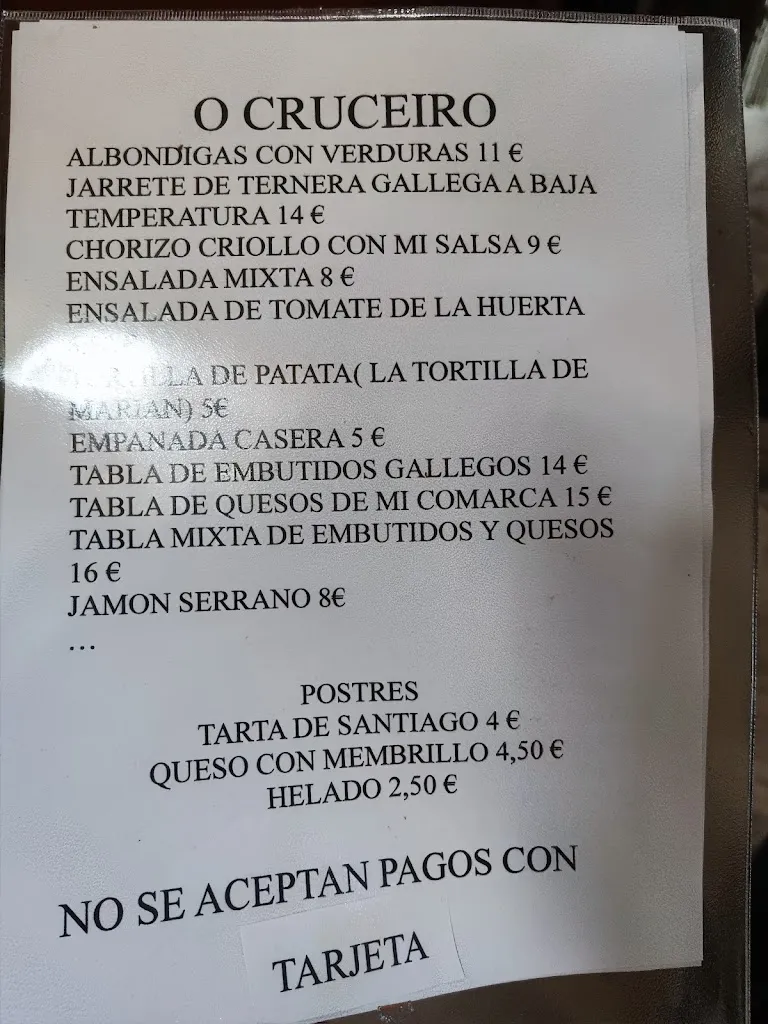 O CRUCEIRO
ALBONDIGAS CON VERDURAS 11 €
JARRETE DE TERNERA GALLEGA A BAJA
TEMPERATURA 14 €
CHORIZO CRIOLLO CON MI SALSA 9 €
ENSALADA MIXTA 8 €
ENSALADA DE TOMATE DE LA HUERTA
TORTILLA DE PATATA( LA TORTILLA DE
MARIAN) 5€
EMPANADA CASERA 5 €
TABLA DE EMBUTIDOS GALLEGOS 14 €
TABLA DE QUESOS DE MI COMARCA 15 €
TABLA MIXTA DE EMBUTIDOS Y QUESOS
16 €
JAMON SERRANO 8€
...
POSTRES
TARTA DE SANTIAGO 4 €
QUESO CON MEMBRILLO 4,50 €
HELADO 2,50 €
NO SE ACEPTAN PAGOS CON
TARJETA